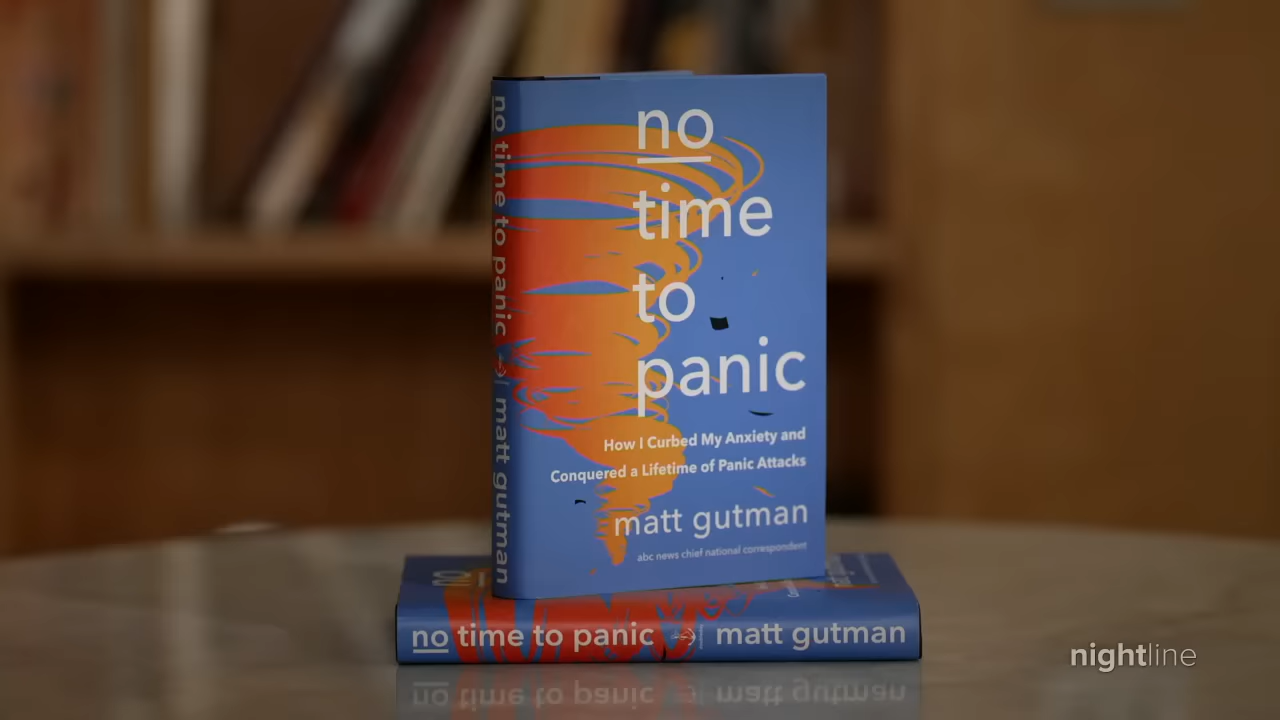 no
time
to
panic
How I Curbed My Anxiety and
Conquered a Lifetime of Panic Attacks
matt gutman
abc news chief national correspondent
no time to panic matt gutman
no time to panic matt gutman
nightline